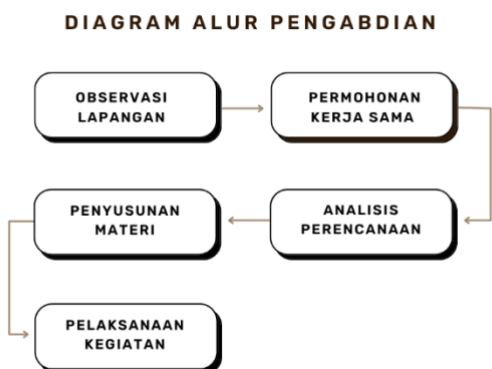 DIAGRAM ALUR PENGABDIAN
OBSERVASI
LAPANGAN
PERMOHONAN
KERJA SAMA
ANALISIS
PERENCANAAN
PENYUSUNAN
MATERI
PELAKSANAAN
KEGIATAN